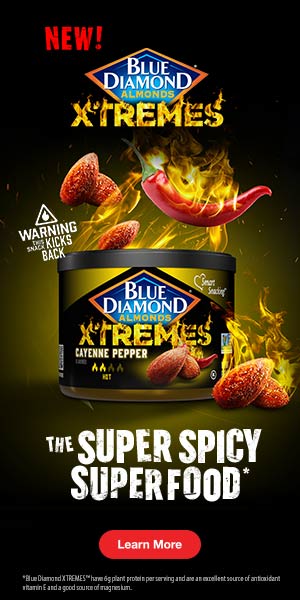 NEW!
BLUE
DIAMOND
ALMONDS
XTREMES
WARNING
THIS
SNACK KICKS
BACK
Smart
Snacking
BLUE
DIAMOND
ALMONDS
XTREMES
CAYENNE PEPPER
HOT
THE SUPER SPICY
SUPERFOOD*
Learn More
*Blue Diamond XTREMES™ have 6g plant protein per serving and are an excellent source of antioxidant
vitamin E and a good source of magnesium.